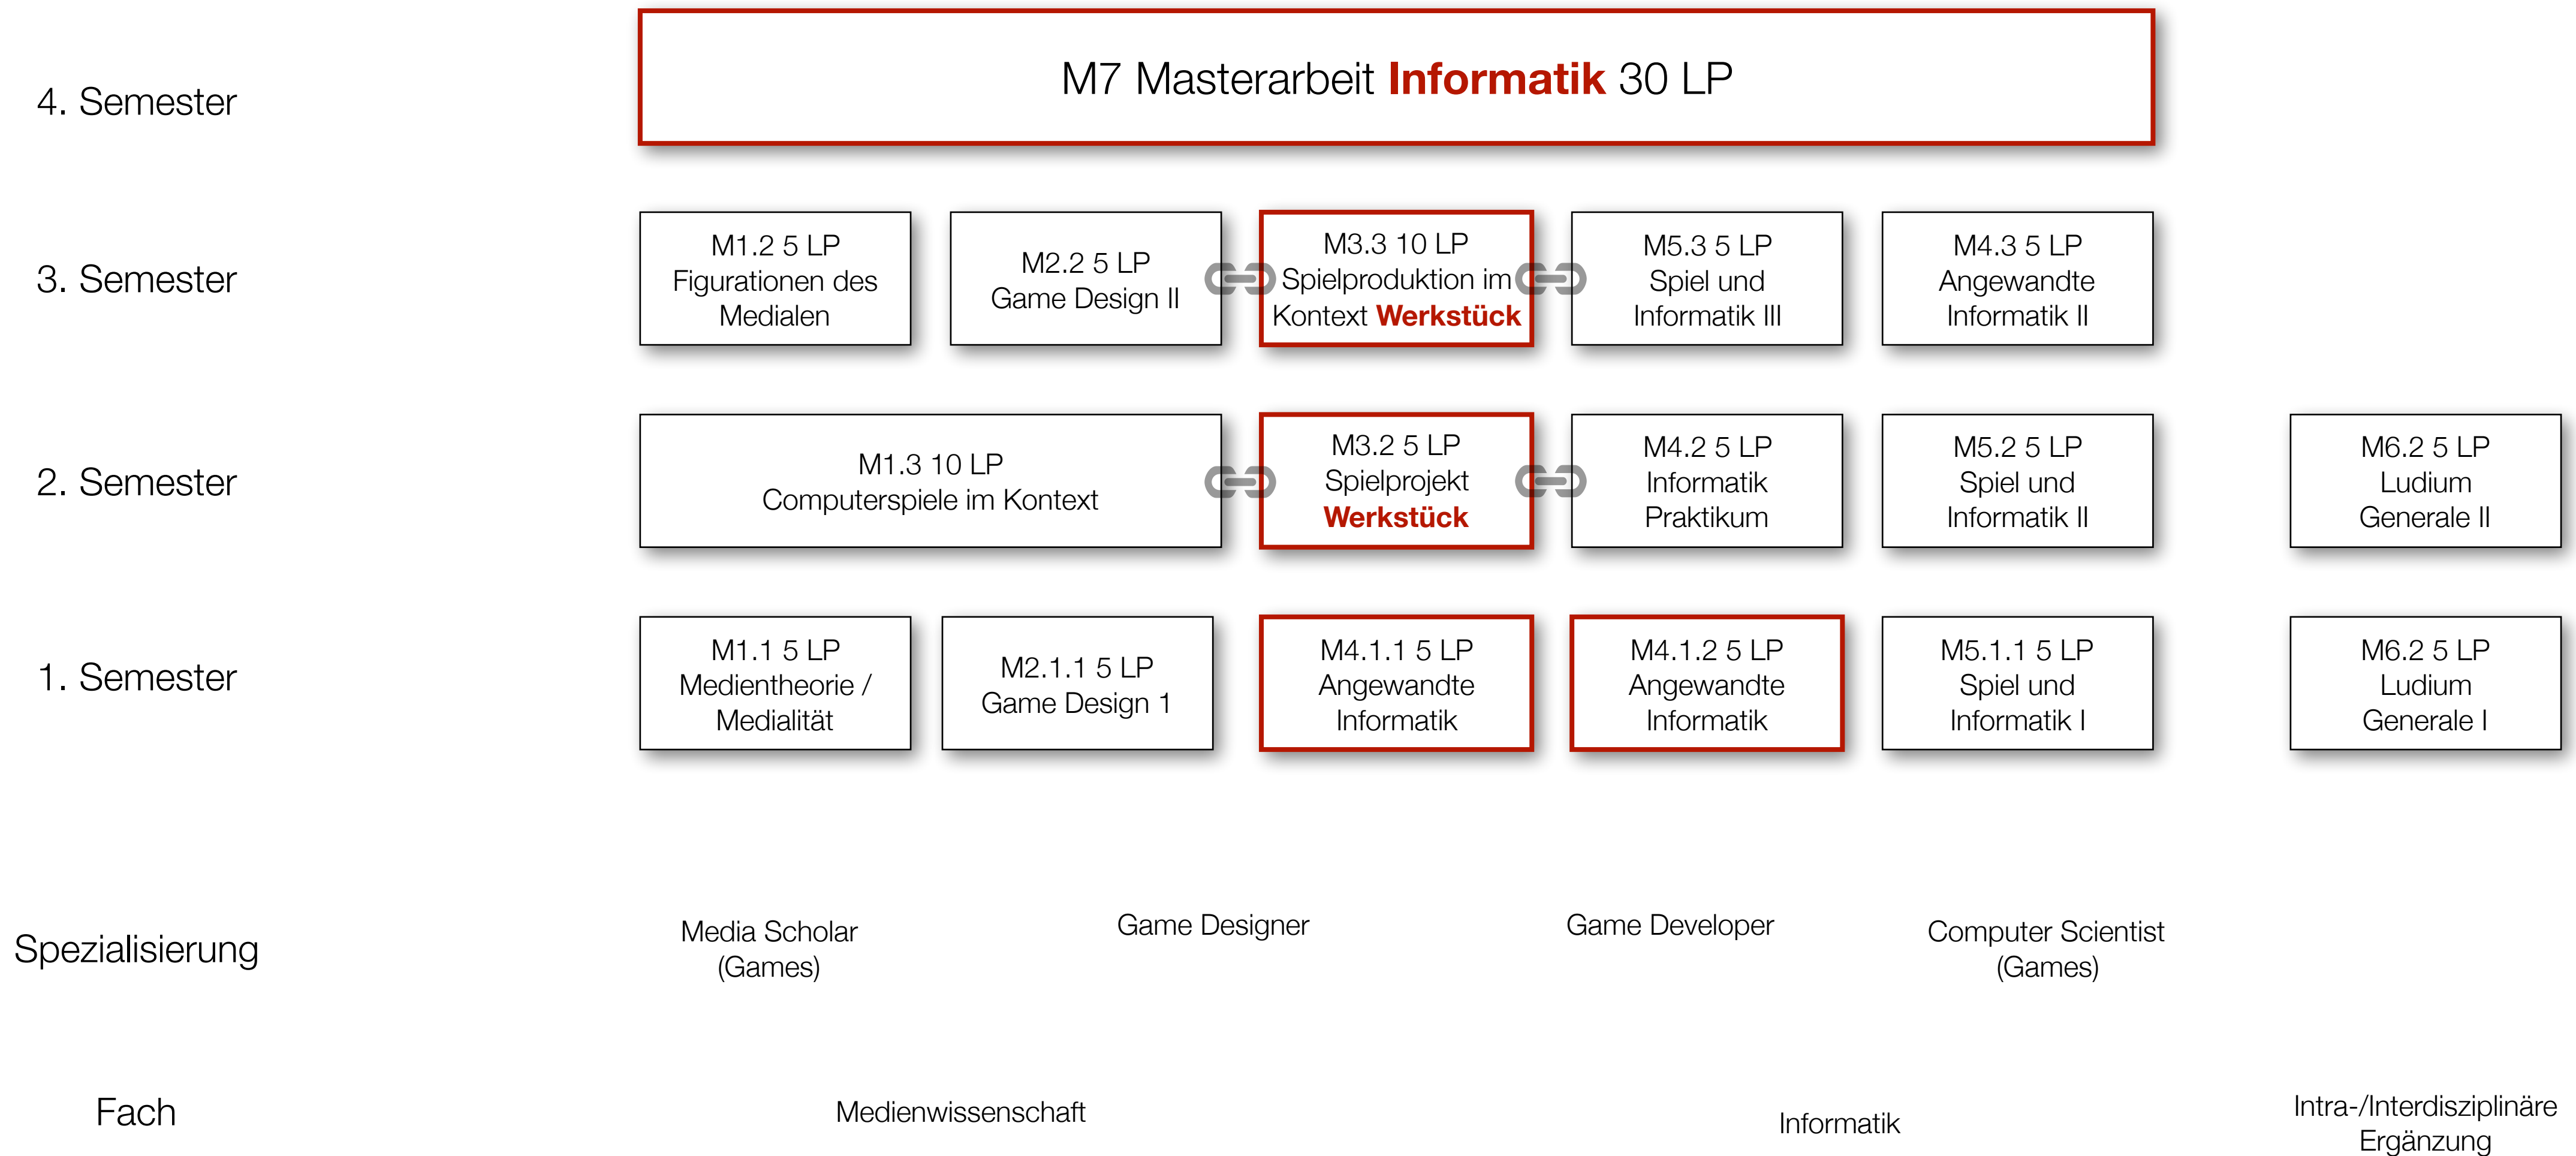 4. Semester
M7 Masterarbeit Informatik 30 LP
3. Semester
M1.2 5 LP
Figurationen des
Medialen
M2.2 5 LP
Game Design II
M3.3 10 LP
Spielproduktion im
Kontext Werkstück
M5.3 5 LP
Spiel und
Informatik III
M4.3 5 LP
Angewandte
Informatik II
2. Semester
M1.3 10 LP
Computerspiele im Kontext
M3.2 5 LP
Spielprojekt
Werkstück
M4.2 5 LP
Informatik
Praktikum
M5.2 5 LP
Spiel und
Informatik II
M6.2 5 LP
Ludium
Generale II
1. Semester
M1.1 5 LP
Medientheorie /
Medialität
M2.1.1 5 LP
Game Design 1
M4.1.1 5 LP
Angewandte
Informatik
M4.1.2 5 LP
Angewandte
Informatik
M5.1.1 5 LP
Spiel und
Informatik I
M6.2 5 LP
Ludium
Generale I
Spezialisierung
Media Scholar
(Games)
Game Designer
Game Developer
Computer Scientist
(Games)
Fach
Medienwissenschaft
Informatik
Intra-/Interdisziplinäre
Ergänzung